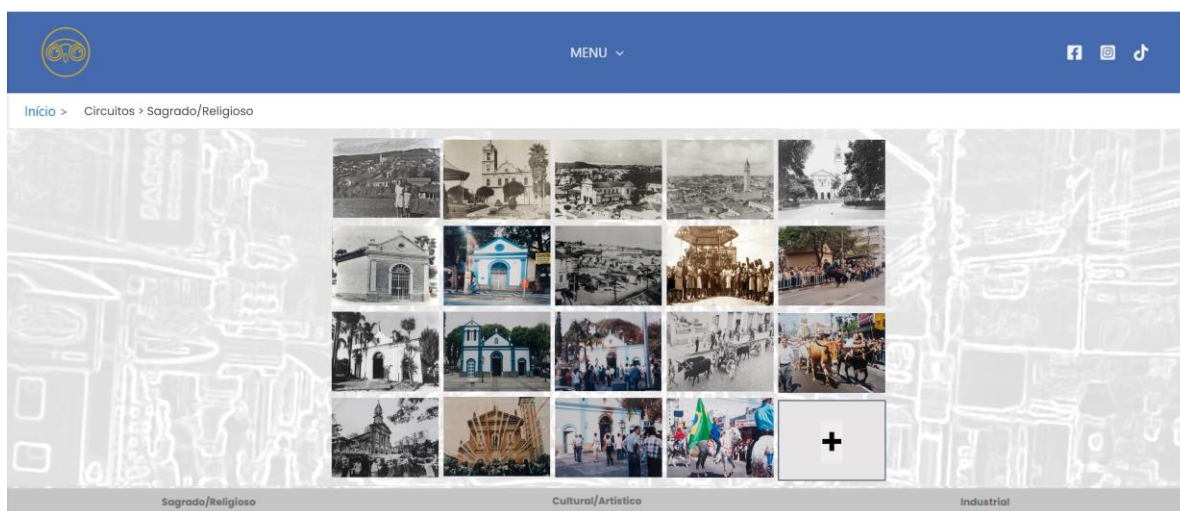 MENU
Início > Circuitos > Sagrado/Religioso
Sagrado/Religioso
Cultural/Artístico
Industrial